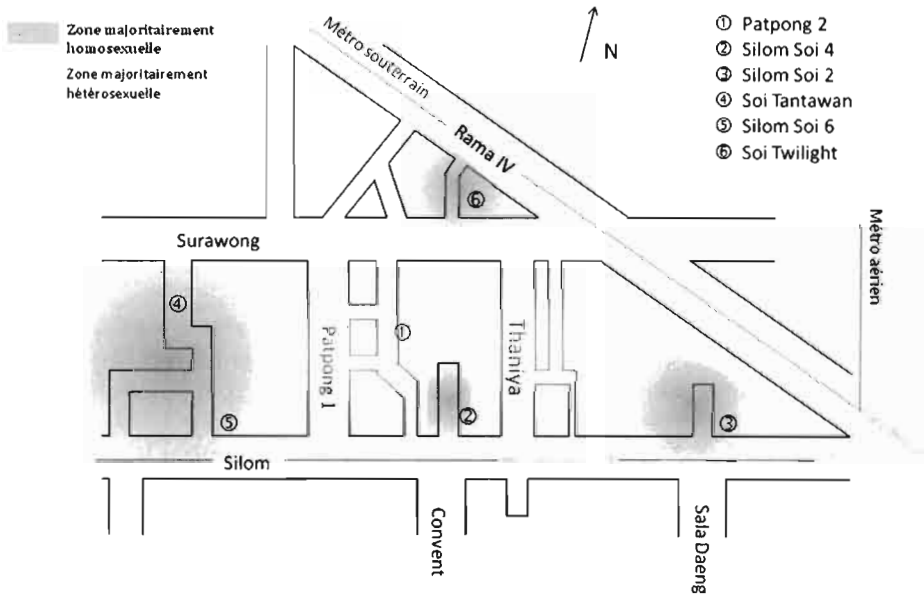 Zone majoritairement
homosexuelle
Zone majoritairement
hétérosexuelle
Métro souterrain
Rama IV
N
① Patpong 2
② Silom Soi 4
③ Silom Soi 2
④ Soi Tantawan
⑤ Silom Soi 6
⑥ Soi Twilight
⑥
Surawong
Métro aérien
④
①
Patpong 1
Thaniya
②
⑤
③
Silom
Convent
Sala Daeng